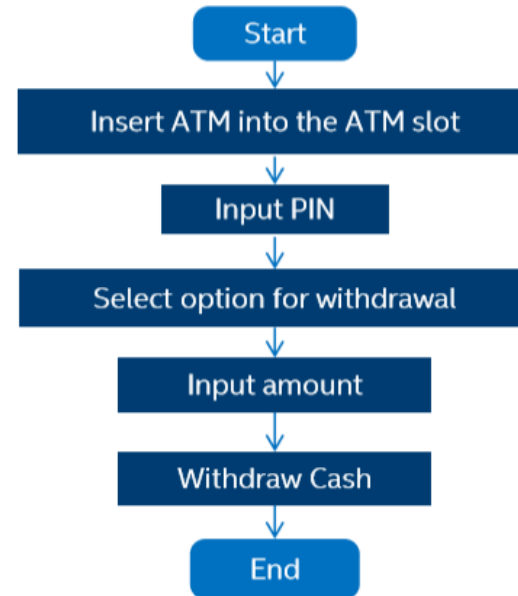 Start
Insert ATM into the ATM slot
Input PIN
Select option for withdrawal
Input amount
Withdraw Cash
End